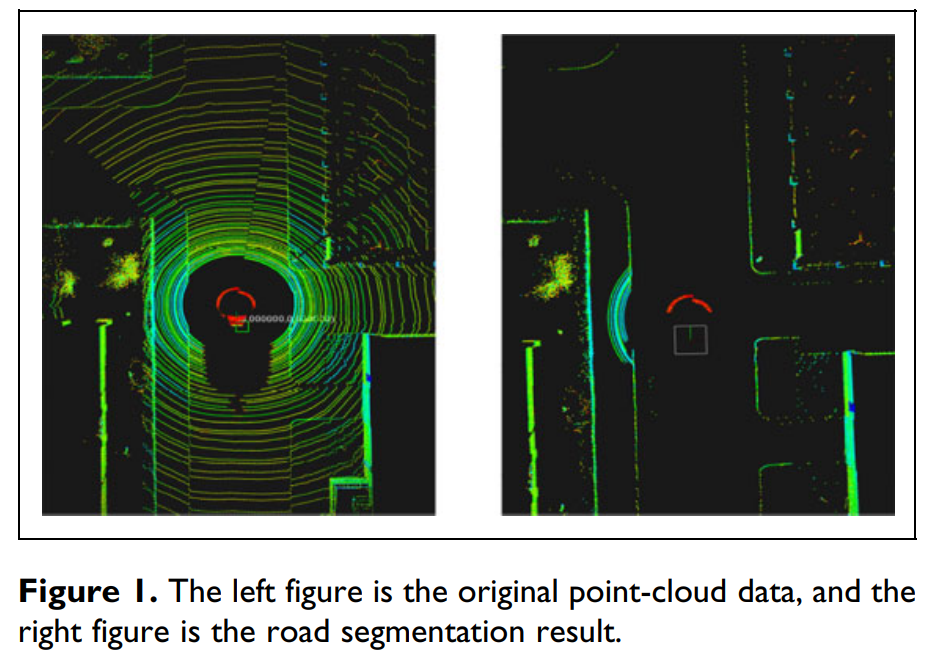 Figure 1. The left figure is the original point-cloud data, and the
right figure is the road segmentation result.